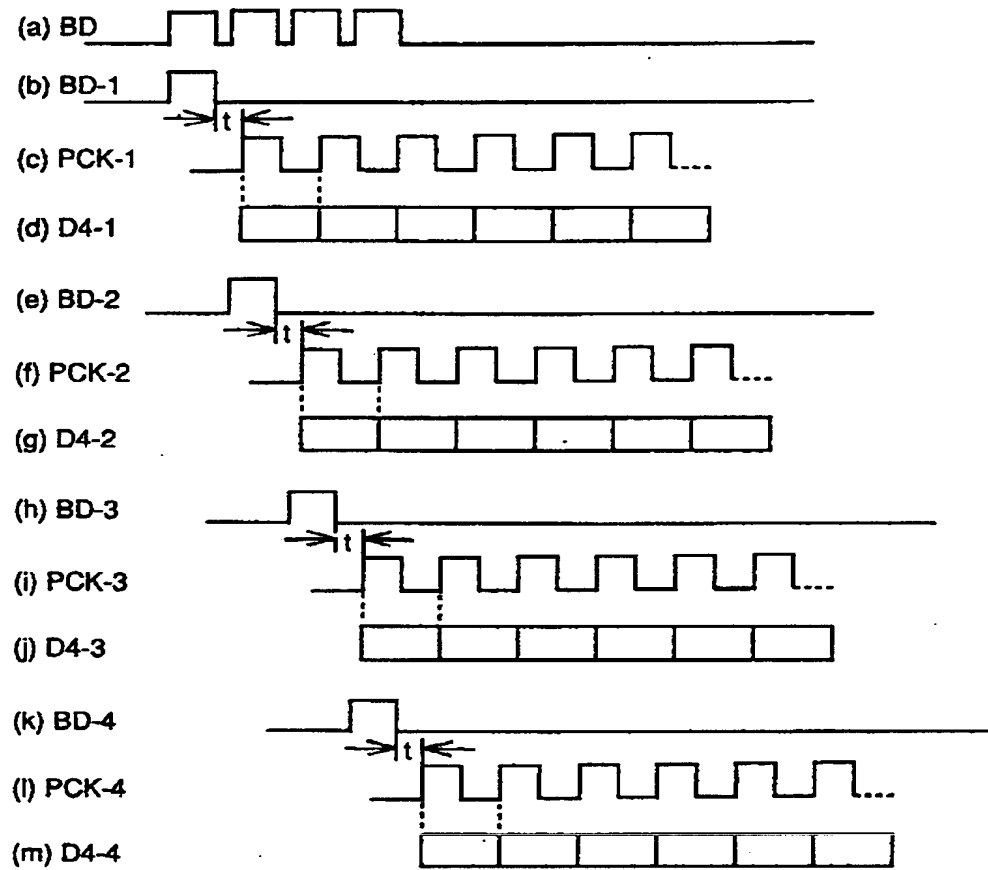 (a) BD
(b) BD-1
t
(c) PCK-1
(d) D4-1
(e) BD-2
t
(f) PCK-2
(g) D4-2
(h) BD-3
t
(i) PCK-3
(j) D4-3
(k) BD-4
t
(l) PCK-4
(m) D4-4